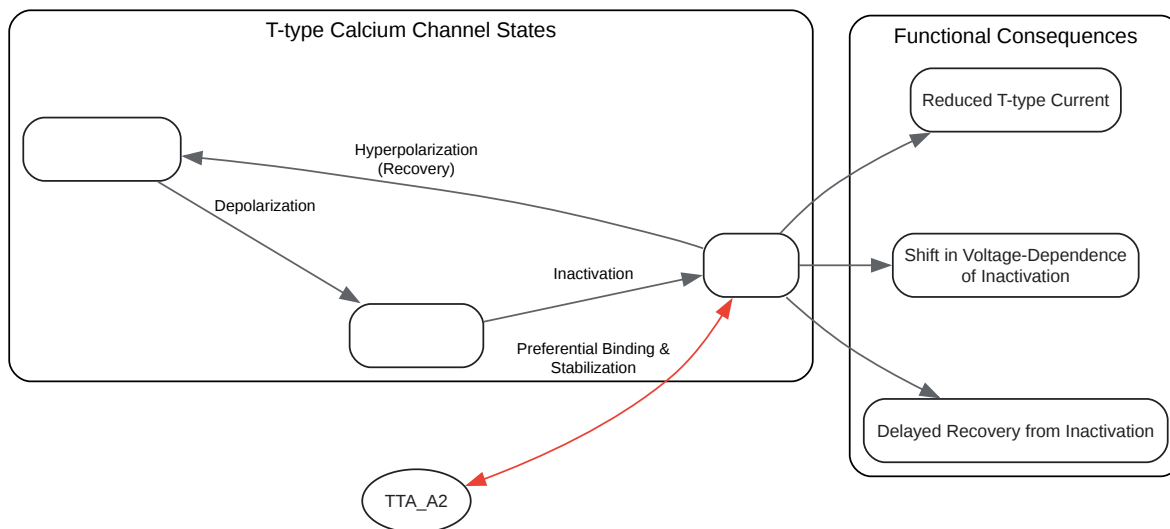 T-type Calcium Channel States
Hyperpolarization
(Recovery)
Depolarization
Inactivation
Preferential Binding &
Stabilization
TTA_A2
Functional Consequences
Reduced T-type Current
Shift in Voltage-Dependence
of Inactivation
Delayed Recovery from Inactivation